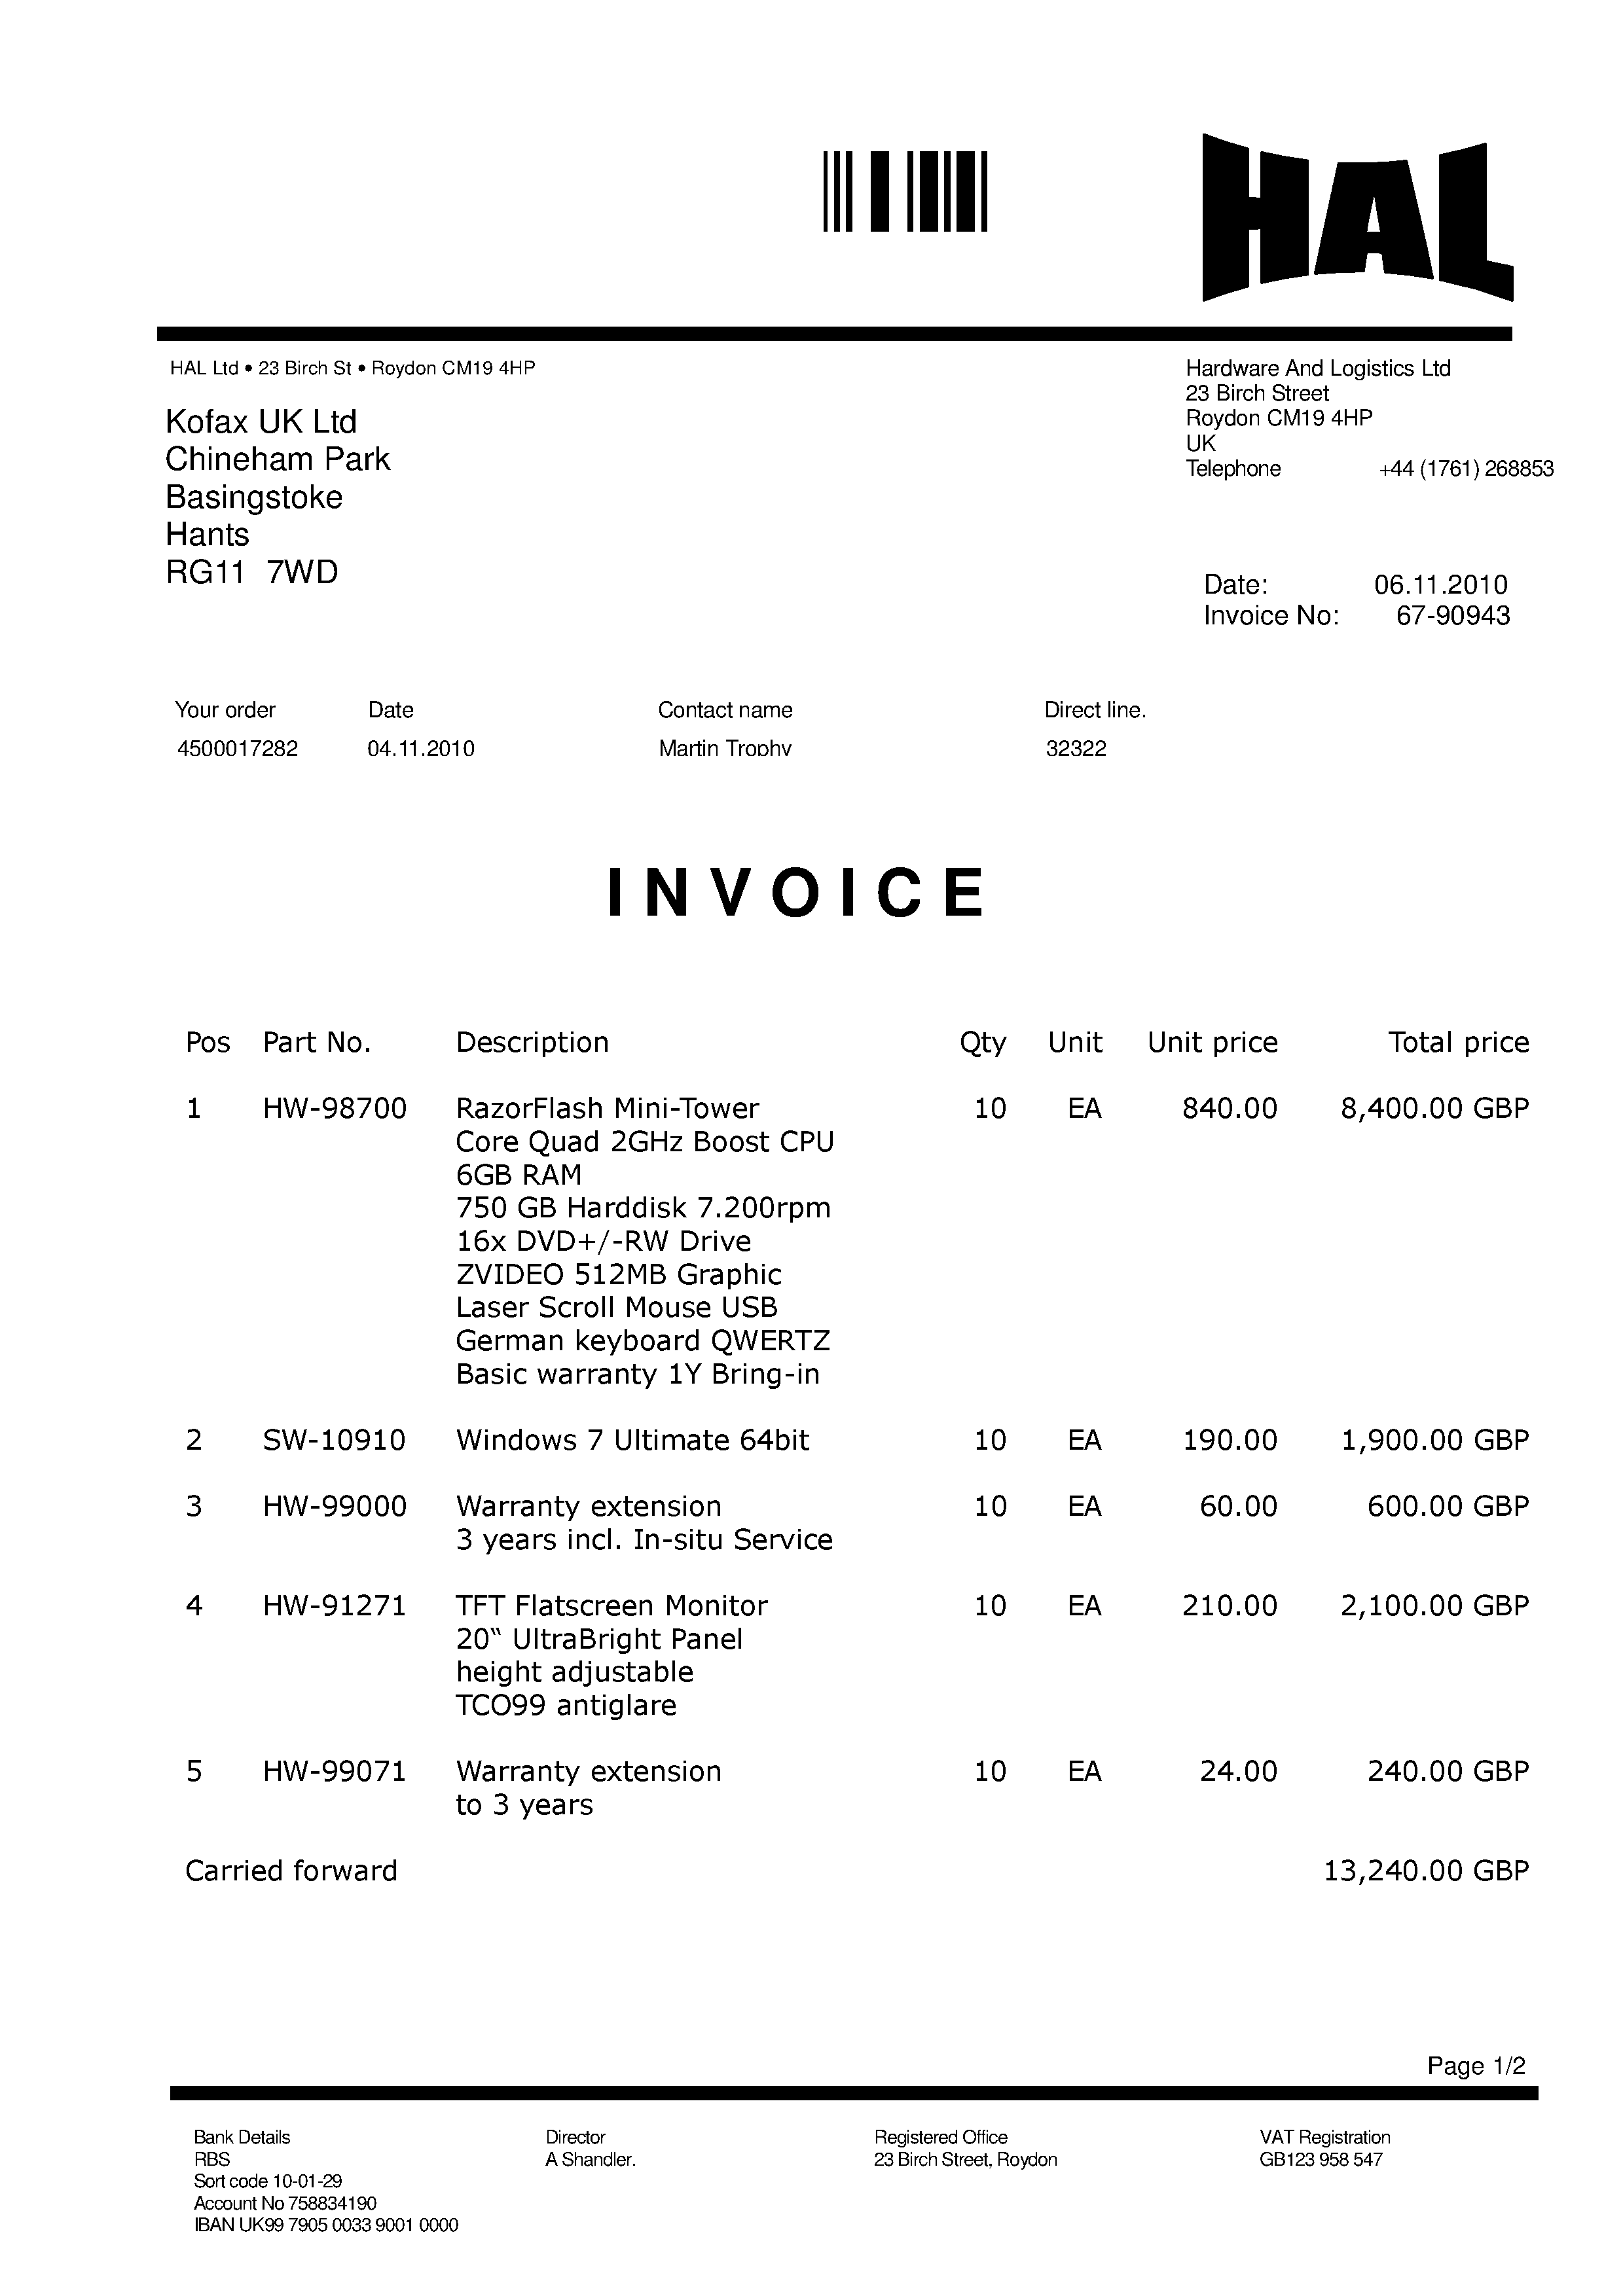 HAL
HAL Ltd • 23 Birch St • Roydon CM19 4HP
Kofax UK Ltd
Chineham Park
Basingstoke
Hants
RG11 7WD
Hardware And Logistics Ltd
23 Birch Street
Roydon CM19 4HP
UK
Telephone +44 (1761) 268853
Date: 06.11.2010
Invoice No: 67-90943
Your order Date Contact name Direct line.
4500017282 04.11.2010 Martin Trophy 32322
INVOICE
Pos Part No. Description Qty Unit Unit price Total price
1 HW-98700 RazorFlash Mini-Tower 10 EA 840.00 8,400.00 GBP
Core Quad 2GHz Boost CPU
6GB RAM
750 GB Harddisk 7.200rpm
16x DVD+/-RW Drive
ZVIDEO 512MB Graphic
Laser Scroll Mouse USB
German keyboard QWERTZ
Basic warranty 1Y Bring-in
2 SW-10910 Windows 7 Ultimate 64bit 10 EA 190.00 1,900.00 GBP
3 HW-99000 Warranty extension 10 EA 60.00 600.00 GBP
3 years incl. In-situ Service
4 HW-91271 TFT Flatscreen Monitor 10 EA 210.00 2,100.00 GBP
20“ UltraBright Panel
height adjustable
TCO99 antiglare
5 HW-99071 Warranty extension 10 EA 24.00 240.00 GBP
to 3 years
Carried forward 13,240.00 GBP
Page 1/2
Bank Details Director Registered Office VAT Registration
RBS A Shandler. 23 Birch Street, Roydon GB123 958 547
Sort code 10-01-29
Account No 758834190
IBAN UK99 7905 0033 9001 0000